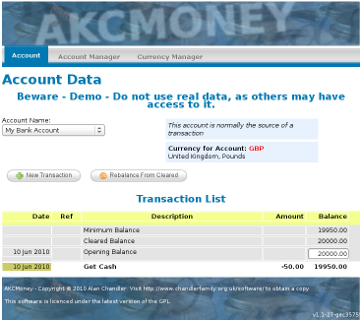 AKCMONEY
Account Account Manager Currency Manager
Account Data
Beware - Demo - Do not use real data, as others may have
access to it.
Account Name:
My Bank Account
This account is normally the source of a
transaction
Currency for Account: GBP
United Kingdom, Pounds
New Transaction Rebalance From Cleared
Transaction List
Date Ref Description Amount Balance
Minimum Balance 19950.00
Cleared Balance 20000.00
10 Jun 2010 Opening Balance 20000.00
10 Jun 2010 Get Cash -50.00 19950.00
AKCMoney - Copyright © 2010 Alan Chandler. Visit http://www.chandlerfamily.org.uk/software/ to obtain a copy
This software is licenced under the latest version of the GPL.